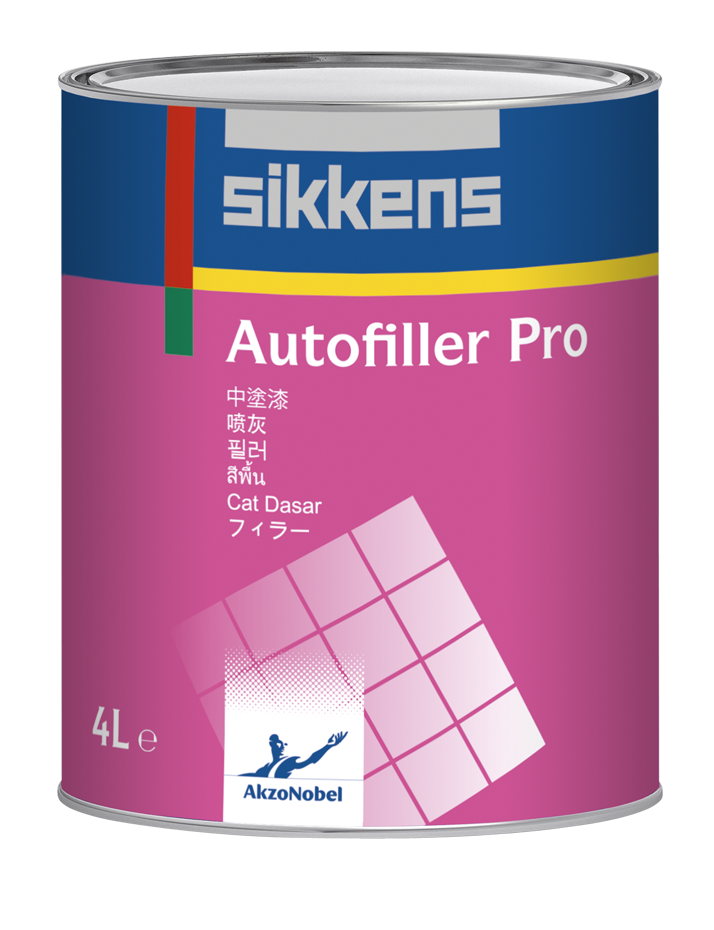 sikkens
Autofiller Pro
中塗漆
喷灰
필러
สีพื้น
Cat Dasar
フィラー
4L ℮
AkzoNobel